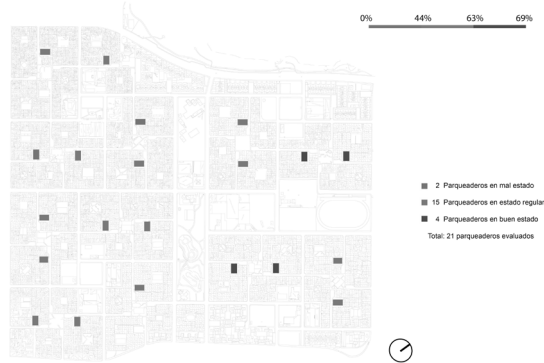 0% 44% 63% 69%
2 Parqueaderos en mal estado
15 Parqueaderos en estado regular
4 Parqueaderos en buen estado
Total: 21 parqueaderos evaluados